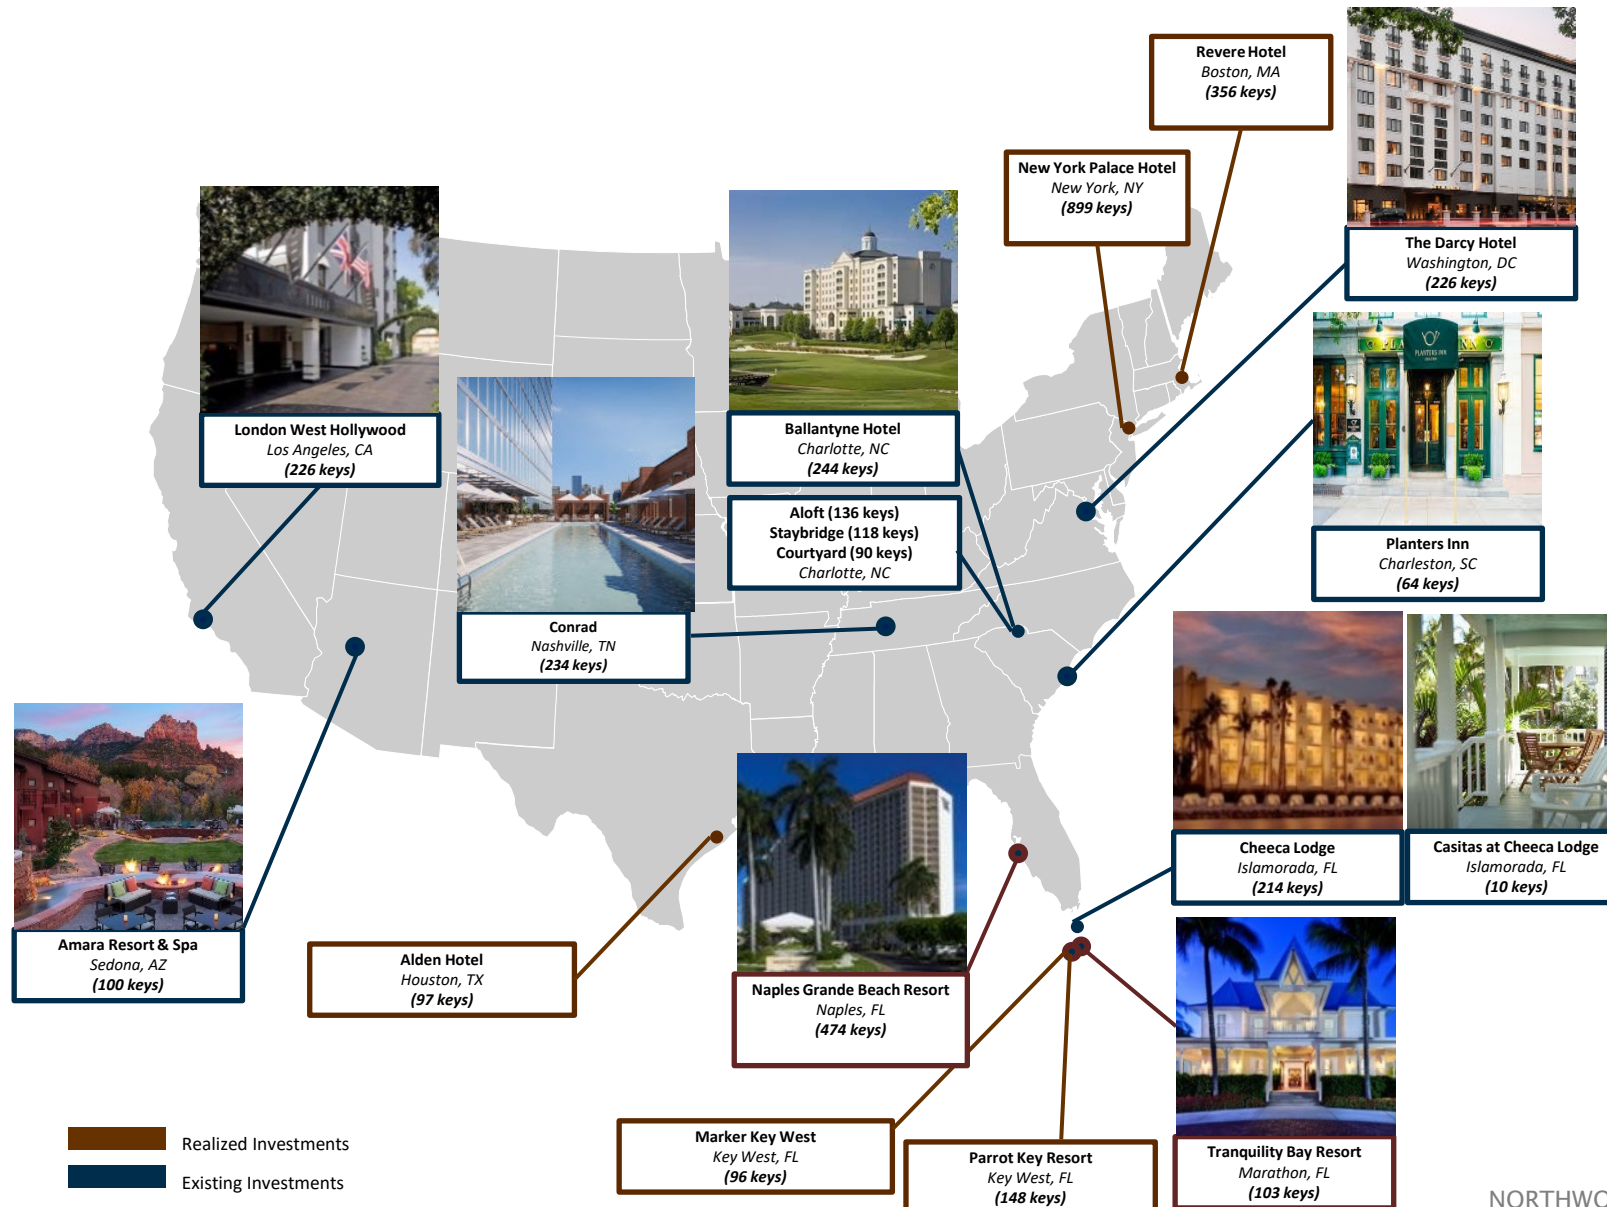 Revere Hotel
Boston, MA
(356 keys)
New York Palace Hotel
New York, NY
(899 keys)
The Darcy Hotel
Washington, DC
(226 keys)
London West Hollywood
Los Angeles, CA
(226 keys)
Ballantyne Hotel
Charlotte, NC
(244 keys)
Aloft (136 keys)
Staybridge (118 keys)
Courtyard (90 keys)
Charlotte, NC
PLANTERS INN
Planters Inn
Charleston, SC
(64 keys)
Conrad
Nashville, TN
(234 keys)
Cheeca Lodge
Islamorada, FL
(214 keys)
Casitas at Cheeca Lodge
Islamorada, FL
(10 keys)
Amara Resort & Spa
Sedona, AZ
(100 keys)
Alden Hotel
Houston, TX
(97 keys)
Naples Grande Beach Resort
Naples, FL
(474 keys)
Marker Key West
Key West, FL
(96 keys)
Parrot Key Resort
Key West, FL
(148 keys)
Tranquility Bay Resort
Marathon, FL
(103 keys)
Realized Investments
Existing Investments
NORTHWO